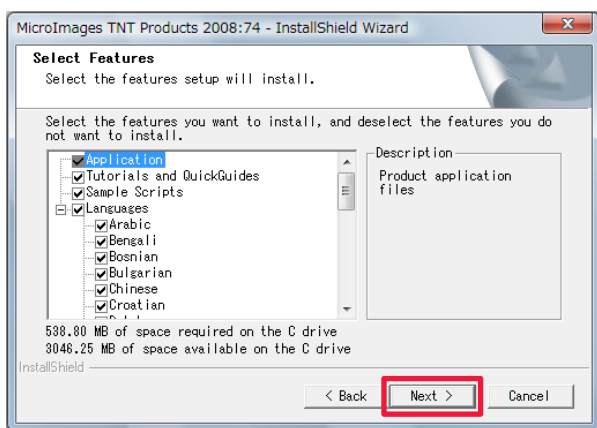 MicroImages TNT Products 2008:74 - InstallShield Wizard
Select Features
Select the features setup will install.
Select the features you want to install, and deselect the features you do
not want to install.
Application
Tutorials and QuickGuides
Sample Scripts
Languages
Arabic
Bengali
Bosnian
Bulgarian
Chinese
Croatian
Description
Product application
files
538.80 MB of space required on the C drive
3046.25 MB of space available on the C drive
InstallShield
< Back
Next >
Cancel